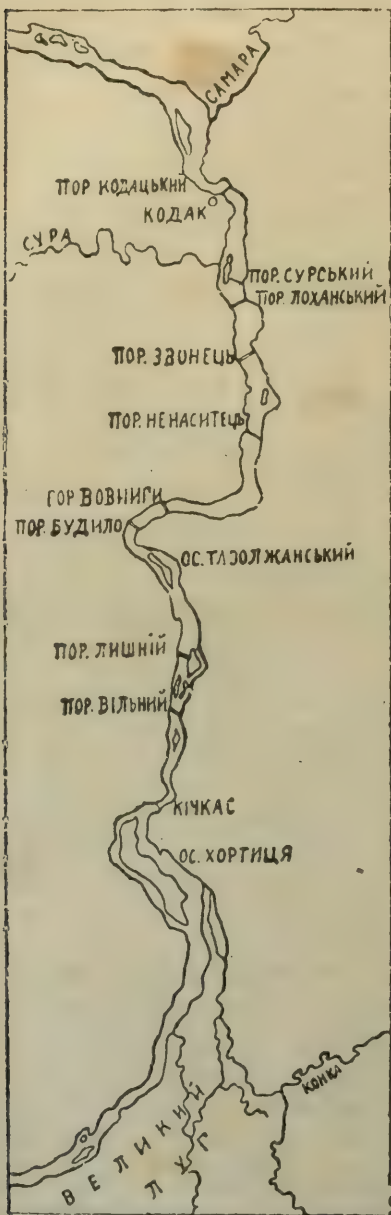 САМАРА
ПОР. КОДАЦЬКИЙ
КОДАК
СУРА
ПОР. СУРСЬКИЙ
ПОР. ЛОХАНСЬКИЙ
ПОР. ЗВОНЕЦЬ
ПОР. НЕНАСИТЕЦЬ
ПОР ВОВНИГИ
ПОР. БУДИЛО
ОС. ТАВОЛЖАНСЬКИЙ
ПОР. ЛИШНІЙ
ПОР. ВІЛЬНИЙ
КІЧКАС
ОС. ХОРТИЦЯ
КОНКА
ВЕЛИКИЙ
ЛУГ